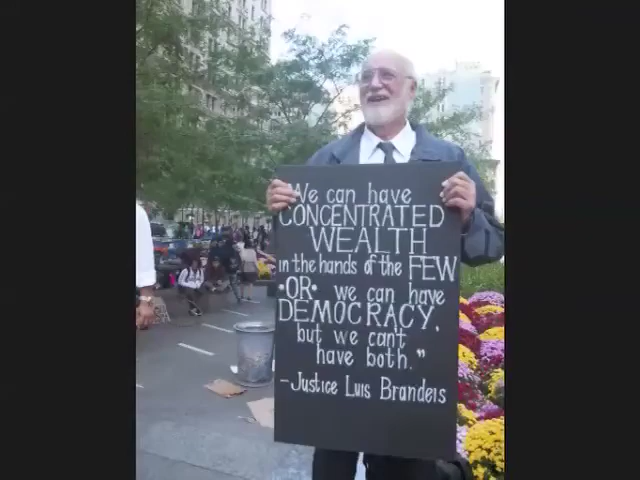 We can have
CONCENTRATED
WEALTH
in the hands of the FEW
•OR• we can have
DEMOCRACY,
but we can't
have both."
–Justice Luis Brandeis